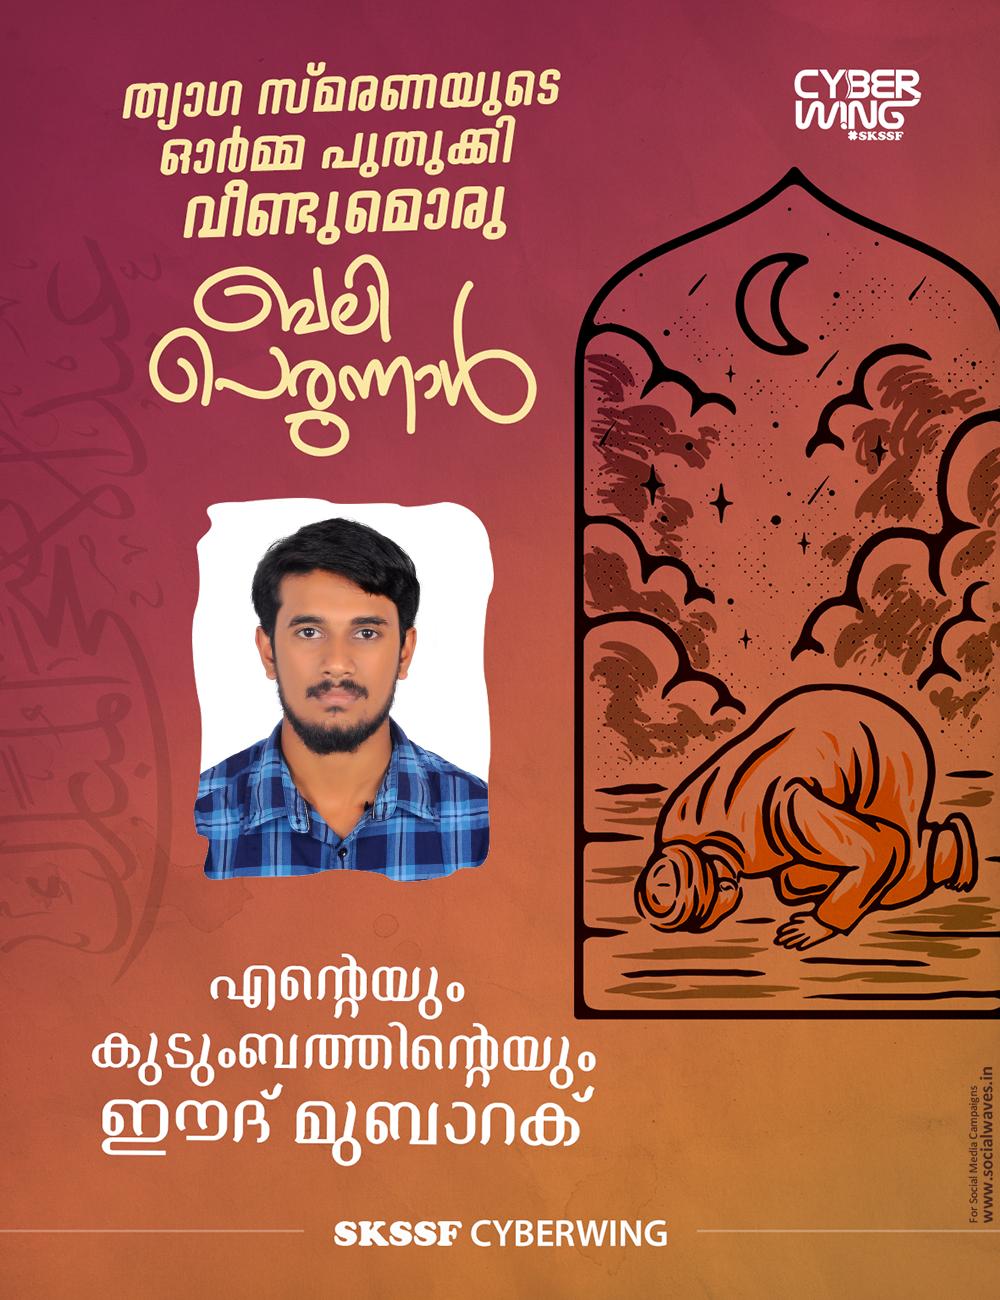 ത്യാഗ സ്മരണയുടെ
ഓർമ്മ പുതുക്കി
വീണ്ടുമൊരു
ബലി
പെരുന്നാൾ
CYBER
WING
#SKSSF
എന്റെയും
കുടുംബത്തിന്റെയും
ഈദ് മുബാറക്
For Social Media Campaigns
www.socialwaves.in
SKSSF CYBERWING